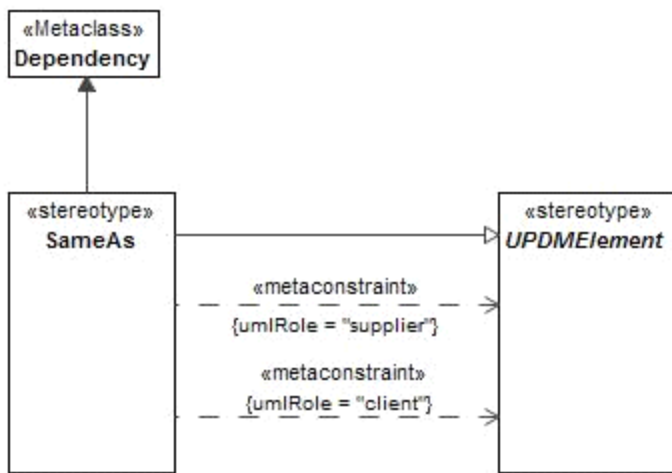 «Metaclass»
Dependency
«stereotype»
SameAs
«stereotype»
UPDMElement
«metaconstraint»
{umlRole = "supplier"}
«metaconstraint»
{umlRole = "client"}